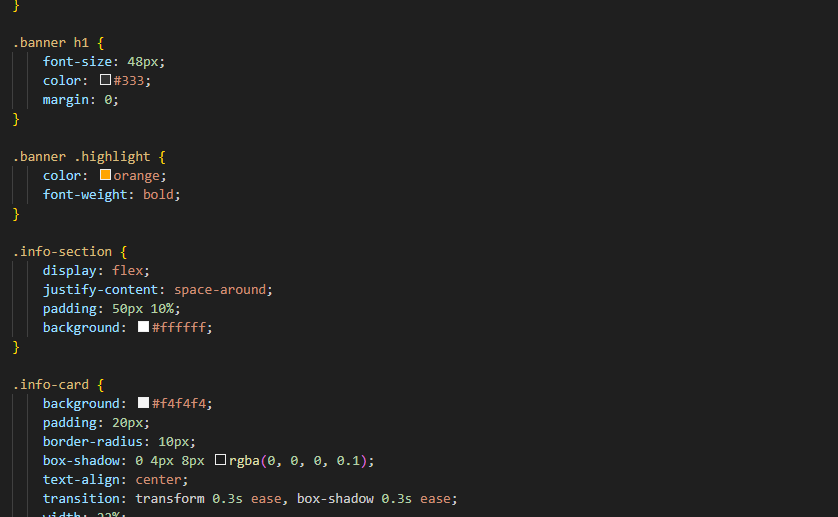 }

.banner h1 {
    font-size: 48px;
    color: #333;
    margin: 0;
}

.banner .highlight {
    color: orange;
    font-weight: bold;
}

.info-section {
    display: flex;
    justify-content: space-around;
    padding: 50px 10%;
    background: #ffffff;
}

.info-card {
    background: #f4f4f4;
    padding: 20px;
    border-radius: 10px;
    box-shadow: 0 4px 8px rgba(0, 0, 0, 0.1);
    text-align: center;
    transition: transform 0.3s ease, box-shadow 0.3s ease;
    width: